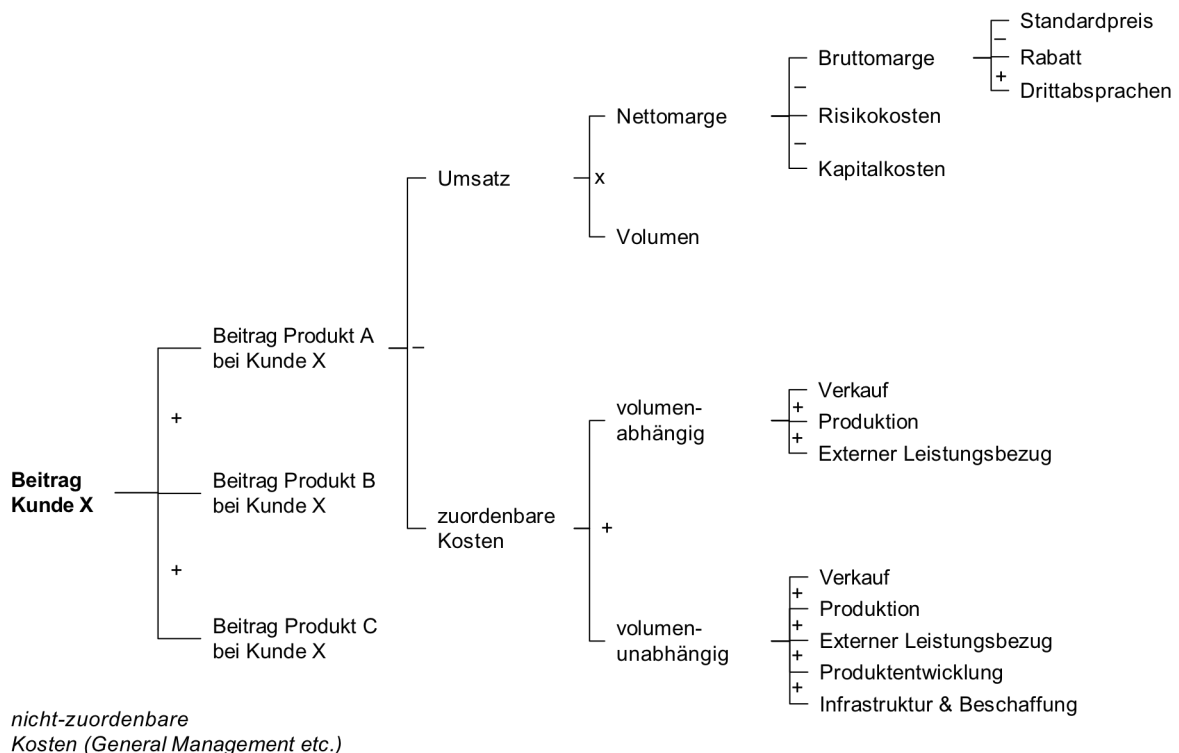 Standardpreis
–
Bruttomarge
Rabatt
–
+
Drittabsprachen
Nettomarge
Risikokosten
–
Kapitalkosten
Umsatz
x
Volumen
Beitrag Produkt A
bei Kunde X
–
Verkauf
+
volumen-
abhängig
Produktion
+
Externer Leistungsbezug
+
Beitrag
Kunde X
Beitrag Produkt B
bei Kunde X
zuordenbare
Kosten
+
+
Verkauf
+
Produktion
+
Beitrag Produkt C
bei Kunde X
volumen-
unabhängig
Externer Leistungsbezug
+
Produktentwicklung
+
Infrastruktur & Beschaffung
nicht-zuordenbare
Kosten (General Management etc.)